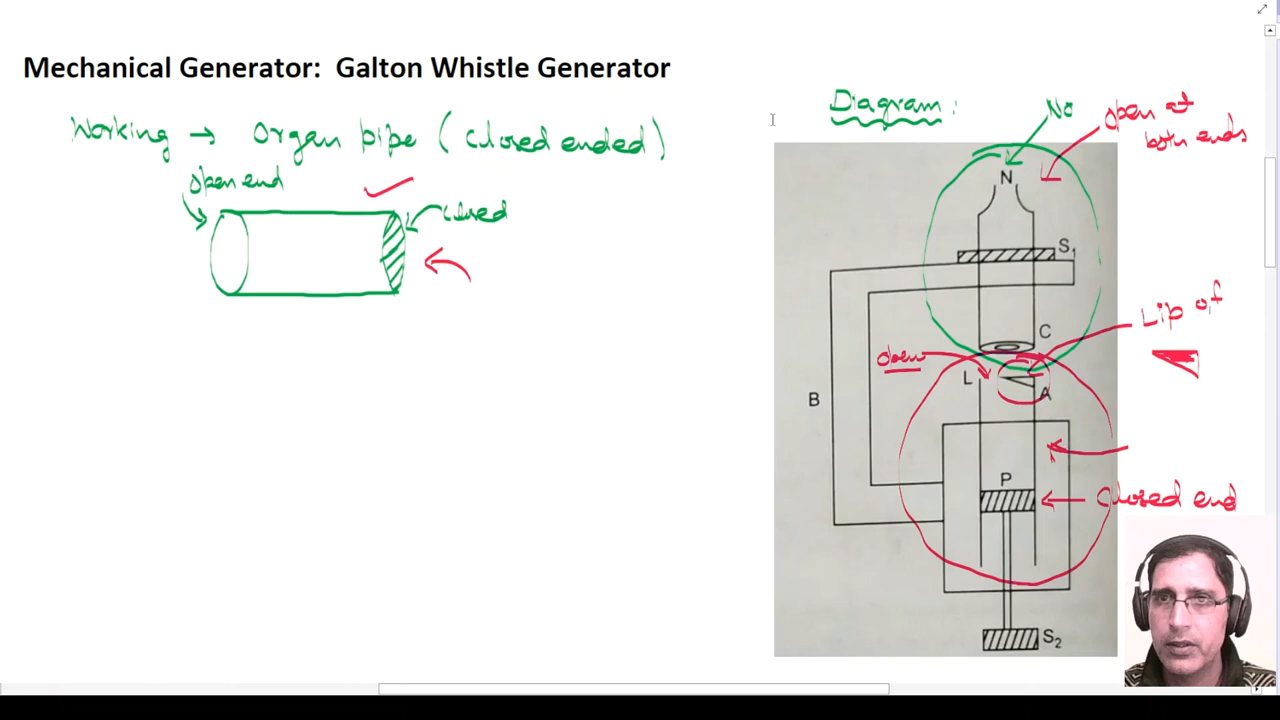 Mechanical Generator: Galton Whistle Generator
Working → Organ pipe (closed ended)
open end
closed
Diagram:
No
open at
both ends
N
S1
C
Lip of
open
L
A
B
P
closed end
S2